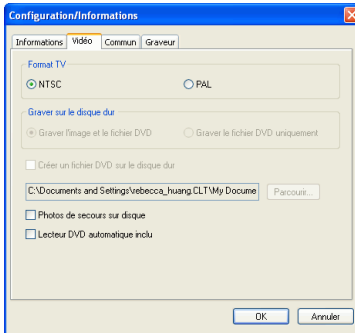 Configuration/Informations
Informations Vidéo Commun Graveur
Format TV
NTSC PAL
Graver sur le disque dur
Graver l'image et le fichier DVD Graver le fichier DVD uniquement
Créer un fichier DVD sur le disque dur
C:\Documents and Settings\rebecca_huang.CLT\My Docume Parcourir...
Photos de secours sur disque
Lecteur DVD automatique inclu
OK Annuler